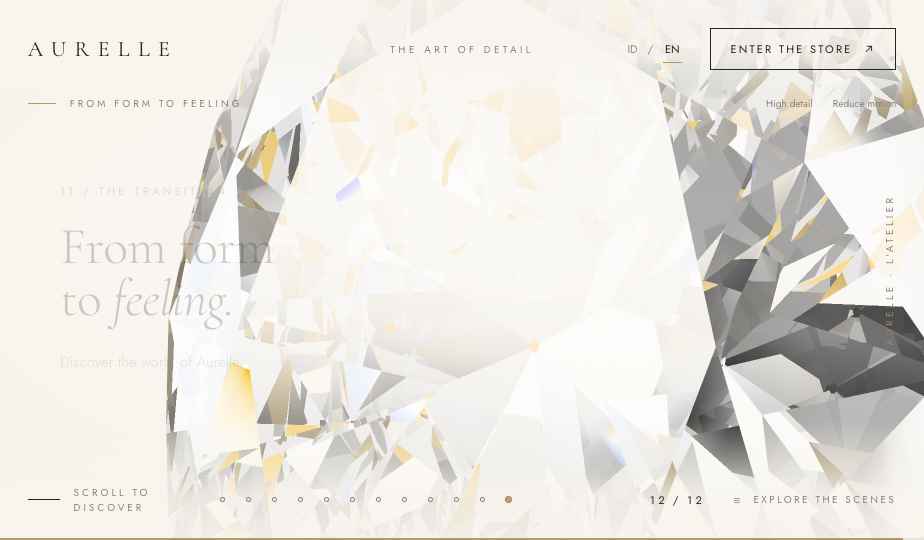 AURELLE
THE ART OF DETAIL
ID / EN
ENTER THE STORE
FROM FORM TO FEELING
High detail
Reduce motion
11 / THE TRANSIT
From form
to feeling.
Discover the world of Aurelle.
AURELLE · L'ATELIER
SCROLL TO
DISCOVER
12 / 12
EXPLORE THE SCENES